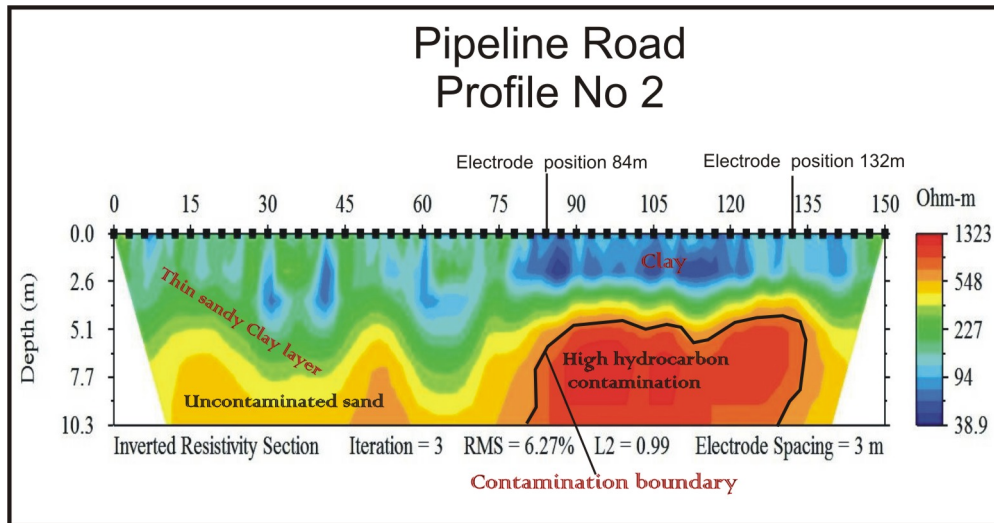 Pipeline Road
Profile No 2
Electrode position 84m
Electrode position 132m
0 15 30 45 60 75 90 105 120 135 150 Ohm-m
0.0
2.6
5.1
7.7
10.3
Depth (m)
1323
548
227
94
38.9
Clay
Thin sandy Clay layer
High hydrocarbon
contamination
Uncontaminated sand
Inverted Resistivity Section Iteration = 3 RMS = 6.27% L2 = 0.99 Electrode Spacing = 3 m
Contamination boundary